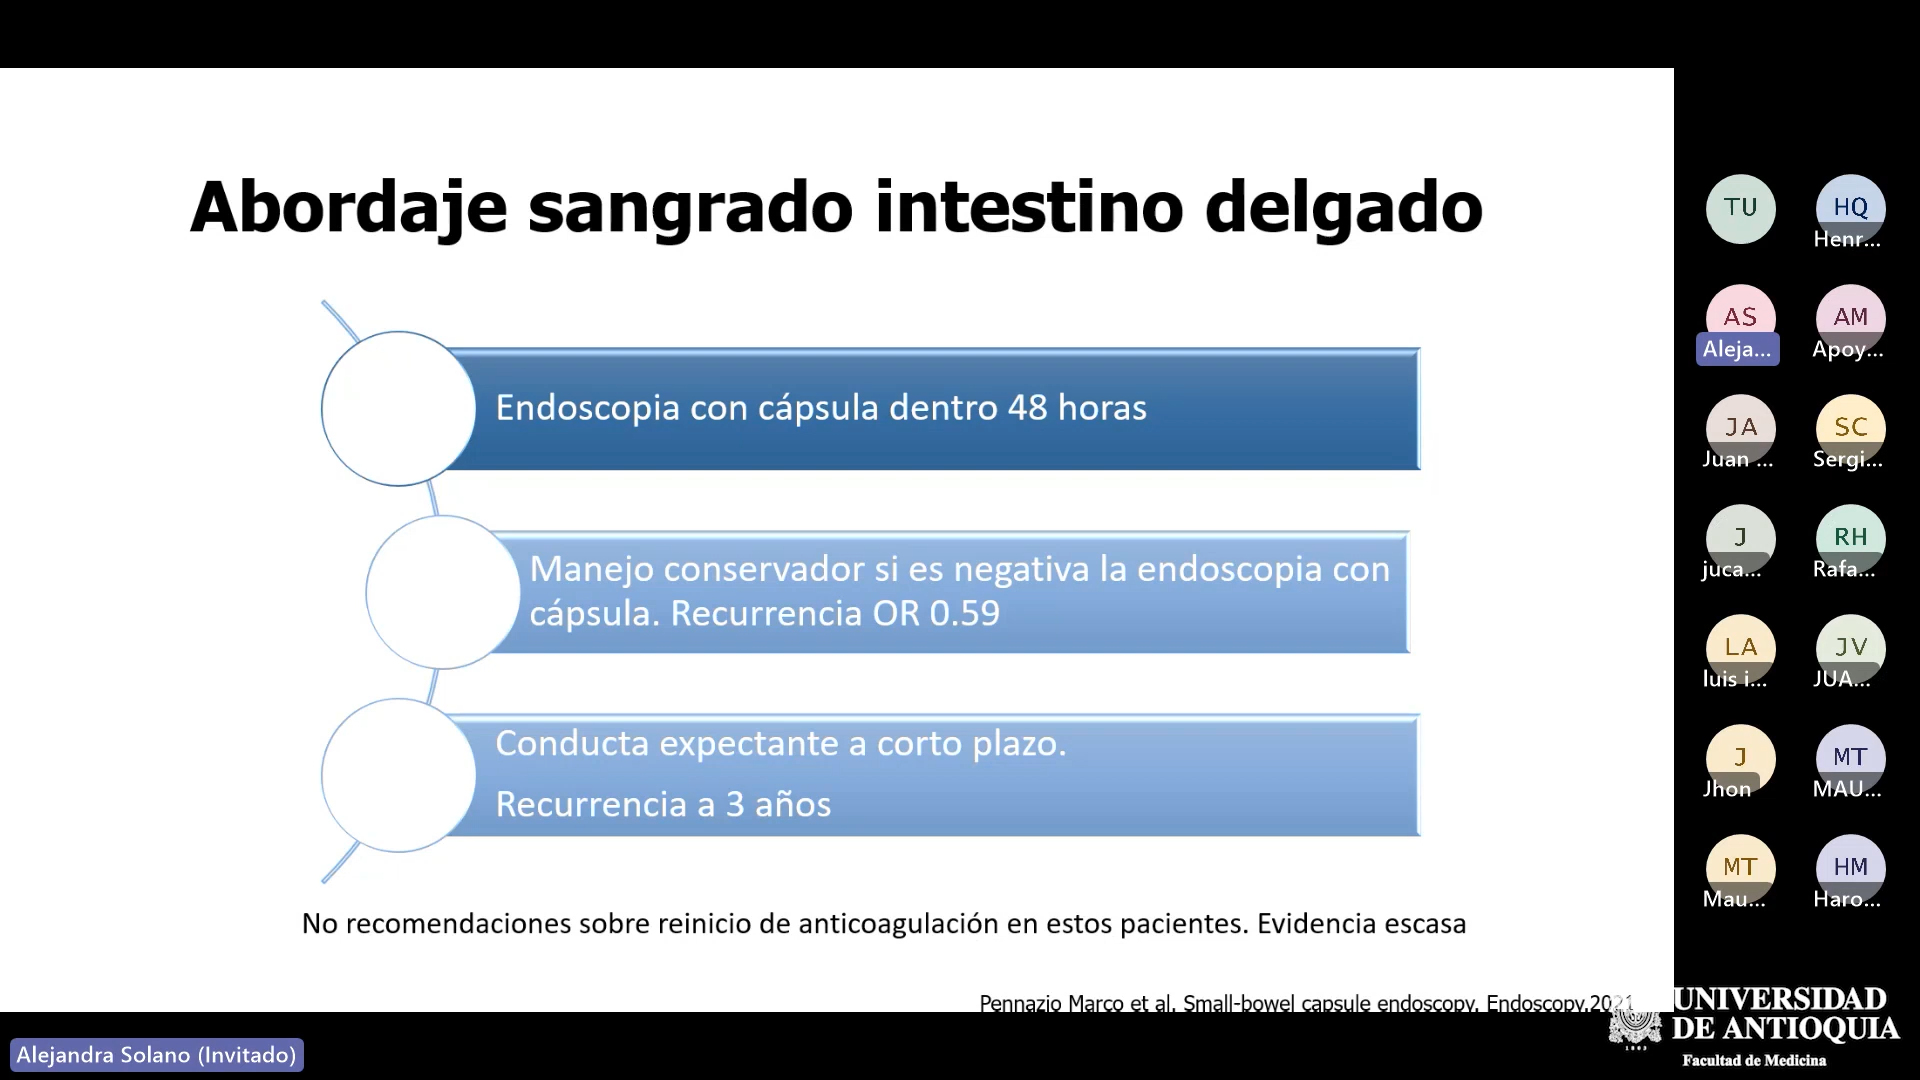 Abordaje sangrado intestino delgado
Endoscopia con cápsula dentro 48 horas
Manejo conservador si es negativa la endoscopia con
cápsula. Recurrencia OR 0.59
Conducta expectante a corto plazo.
Recurrencia a 3 años
No recomendaciones sobre reinicio de anticoagulación en estos pacientes. Evidencia escasa
Pennazio Marco et al. Small-bowel capsule endoscopy. Endoscopy.2021
TU
HQ
Henr...
AS
Aleja...
AM
Apoy...
JA
Juan ...
SC
Sergi...
J
juca...
RH
Rafa...
LA
luis i...
JV
JUA...
J
Jhon
MT
MAU...
MT
Mau...
HM
Haro...
Alejandra Solano (Invitado)
UNIVERSIDAD
DE ANTIOQUIA
1803
Facultad de Medicina